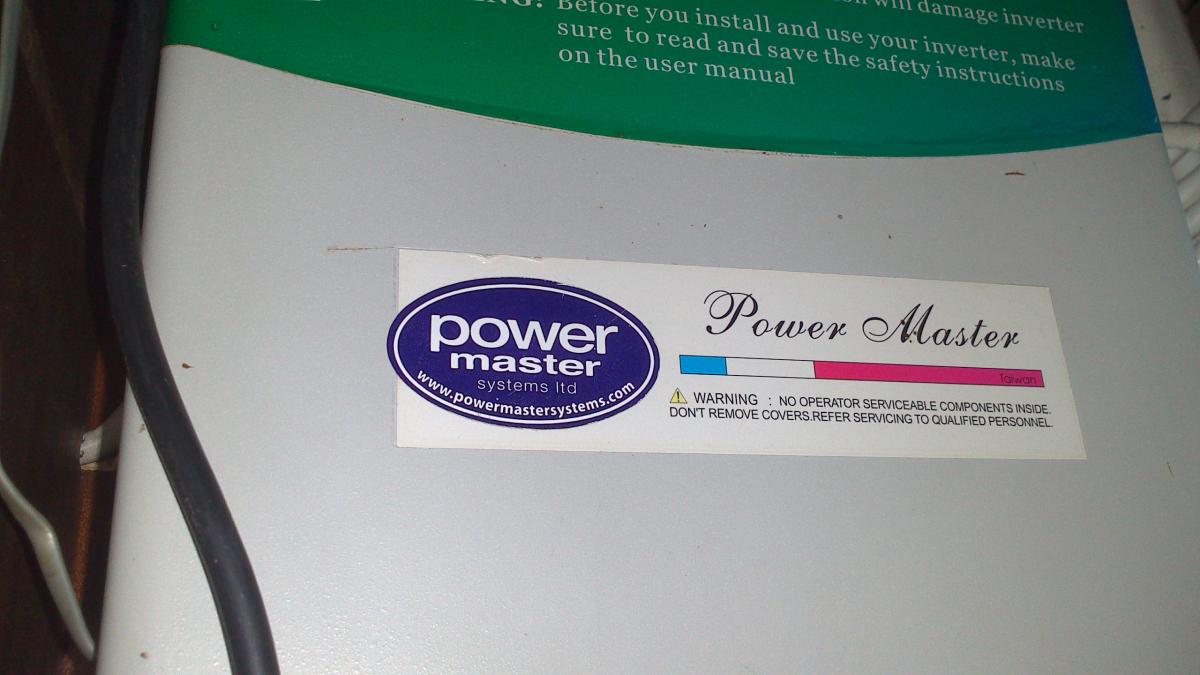 will damage inverter
Before you install and use your inverter, make
sure to read and save the safety instructions
on the user manual
power
master
systems ltd
www.powermastersystems.com
Power Master
Taiwan
WARNING : NO OPERATOR SERVICEABLE COMPONENTS INSIDE.
DON'T REMOVE COVERS.REFER SERVICING TO QUALIFIED PERSONNEL.